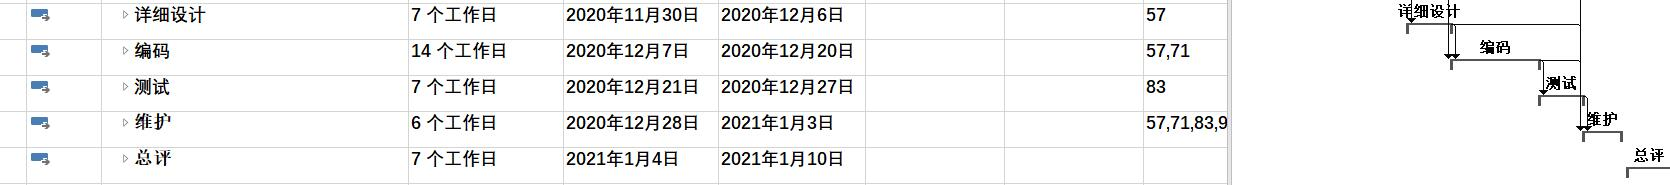 详细设计 7 个工作日 2020年11月30日 2020年12月6日 57 详细设计
编码 14 个工作日 2020年12月7日 2020年12月20日 57,71 编码
测试 7 个工作日 2020年12月21日 2020年12月27日 83 测试
维护 6 个工作日 2020年12月28日 2021年1月3日 57,71,83,9 维护
总评 7 个工作日 2021年1月4日 2021年1月10日 总评